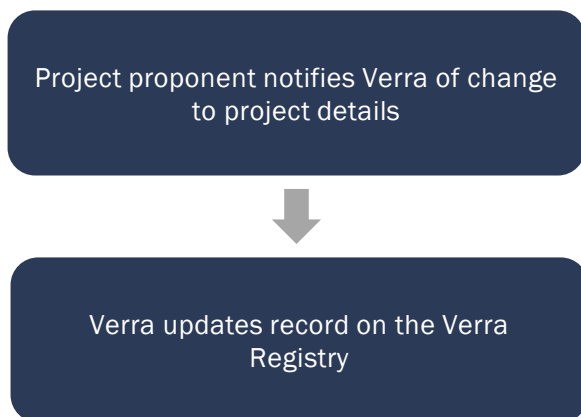 Project proponent notifies Verra of change
to project details
Verra updates record on the Verra
Registry